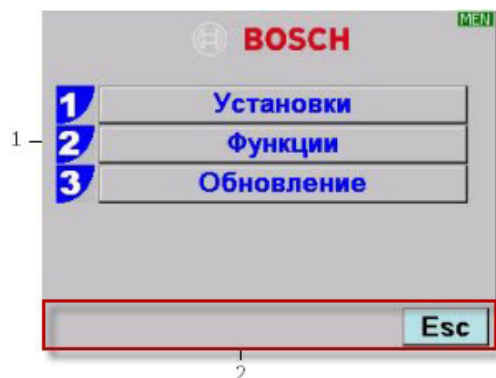 MEN
BOSCH
1 Установки
1
2 Функции
3 Обновление
Esc
2